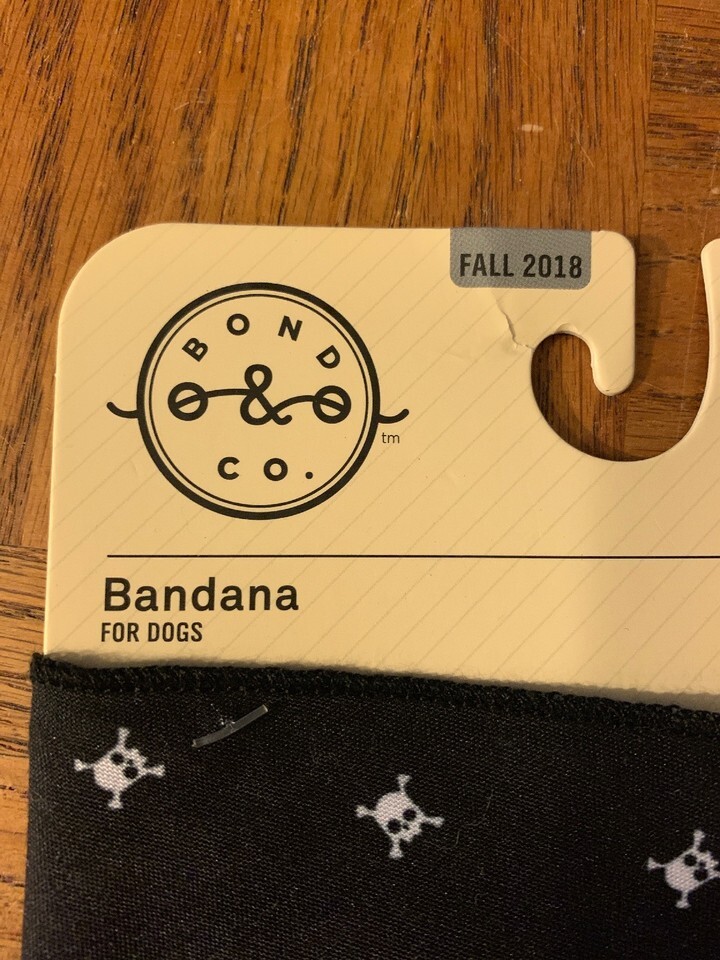 FALL 2018
BOND
&
CO.
tm
Bandana
FOR DOGS